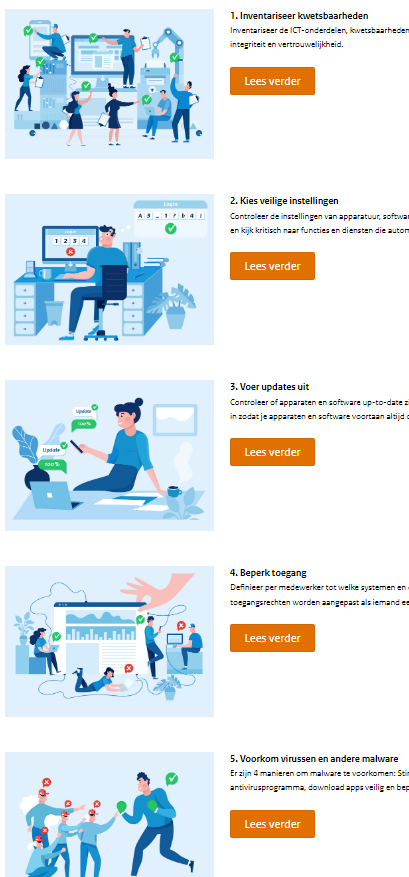 1. Inventariseer kwetsbaarheden
Inventariseer de ICT-onderdelen, kwetsbaarheden
integriteit en vertrouwelijkheid.
Lees verder
Login
A 3 _ 1 r b 4 !
Login
1 2 3 4
2. Kies veilige instellingen
Controleer de instellingen van apparatuur, softwar
en kijk kritisch naar functies en diensten die autom
Lees verder
Update
100%
Update
100%
3. Voer updates uit
Controleer of apparaten en software up-to-date zi
in zodat je apparaten en software voortaan altijd
Lees verder
4. Beperk toegang
Definieer per medewerker tot welke systemen en
toegangsrechten worden aangepast als iemand ee
Lees verder
5. Voorkom virussen en andere malware
Er zijn 4 manieren om malware te voorkomen: Stim
antivirusprogramma, download apps veilig en bep
Lees verder